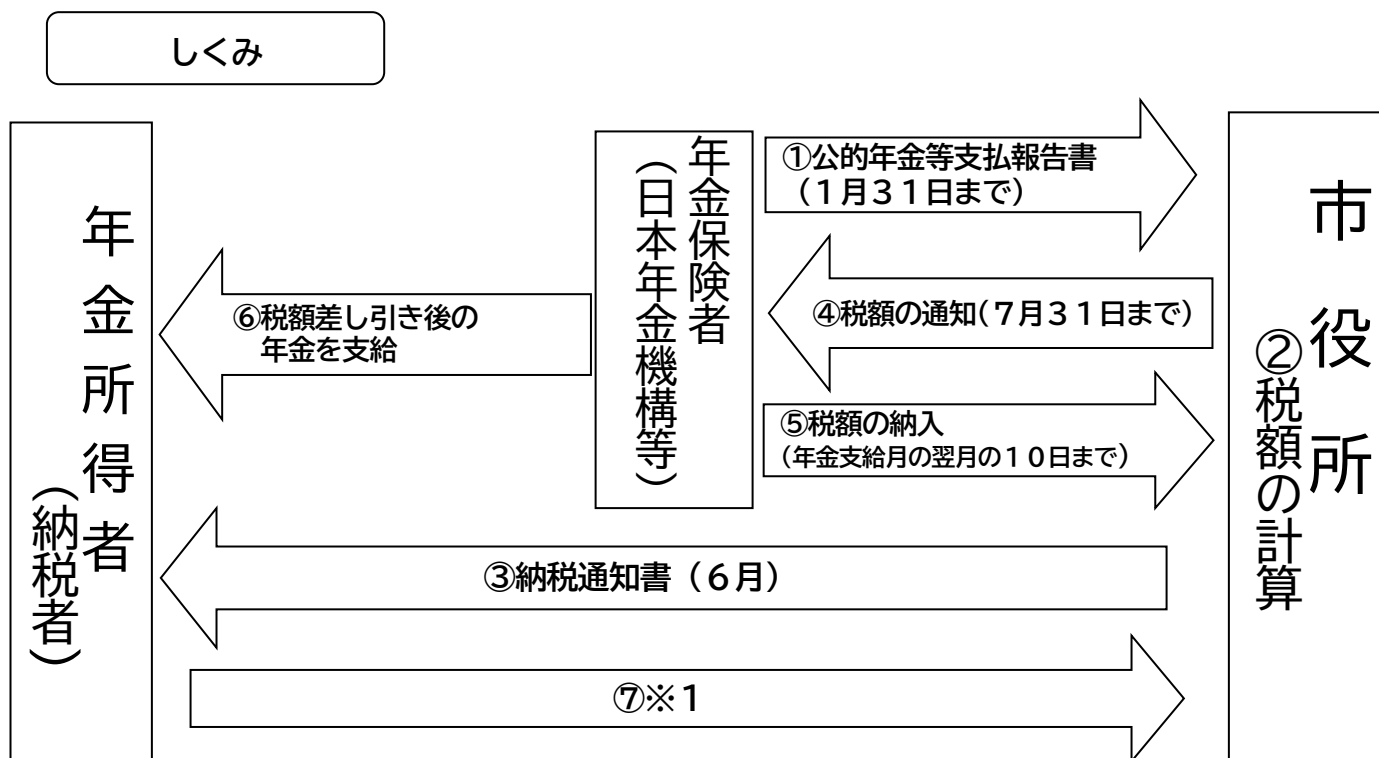 しくみ
年金所得者
（納税者）
年金保険者
（日本年金機構等）
市役所
②税額の計算
①公的年金等支払報告書
（１月３１日まで）
④税額の通知（７月３１日まで）
⑤税額の納入
（年金支給月の翌月の１０日まで）
⑥税額差し引き後の
年金を支給
③納税通知書（６月）
⑦※１